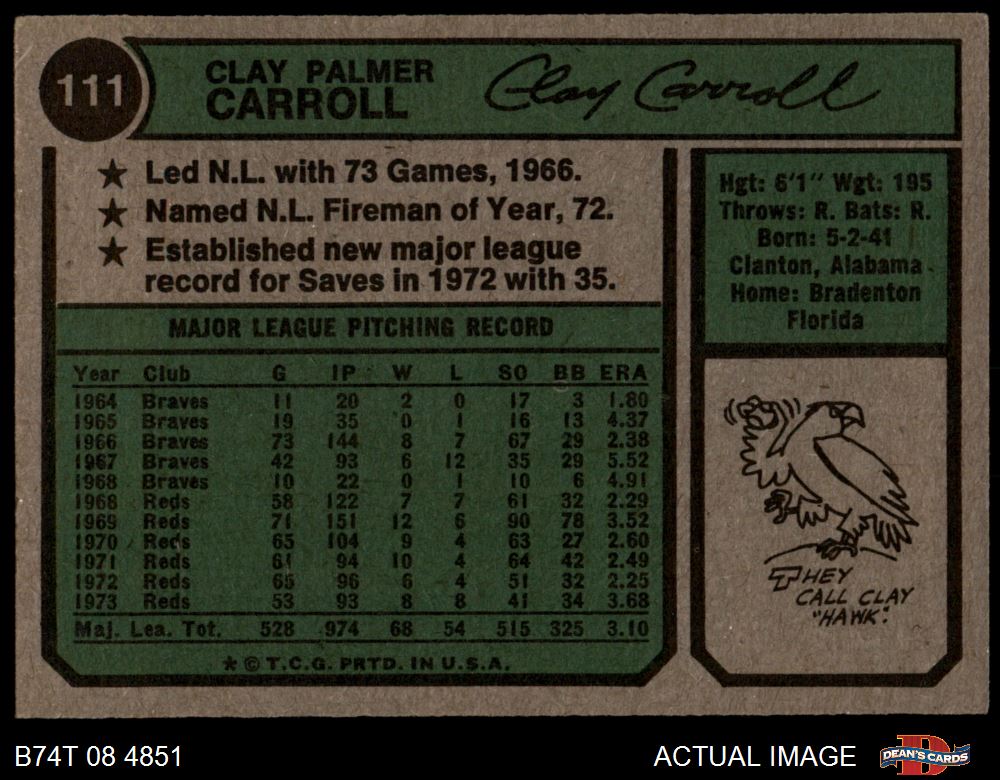 111
CLAY PALMER
CARROLL
Clay Carroll
★ Led N.L. with 73 Games, 1966.
★ Named N.L. Fireman of Year, 72.
★ Established new major league
record for Saves in 1972 with 35.
MAJOR LEAGUE PITCHING RECORD
Year Club G IP W L SO BB ERA
1964 Braves 11 20 2 0 17 3 1.80
1965 Braves 19 35 0 1 16 13 4.37
1966 Braves 73 144 8 7 67 29 2.38
1967 Braves 42 93 6 12 35 29 5.52
1968 Braves 10 22 0 1 10 6 4.91
1968 Reds 58 122 7 7 61 32 2.29
1969 Reds 71 151 12 6 90 78 3.52
1970 Reds 65 104 9 4 63 27 2.60
1971 Reds 61 94 10 4 64 42 2.49
1972 Reds 65 96 6 4 51 32 2.25
1973 Reds 53 93 8 8 41 34 3.68
Maj. Lea. Tot. 528 974 68 54 515 325 3.10
★ © T.C.G. PRTD. IN U.S.A.
Hgt: 6'1" Wgt: 195
Throws: R. Bats: R.
Born: 5-2-41
Clanton, Alabama
Home: Bradenton
Florida
THEY
CALL CLAY
"HAWK".
B74T 08 4851
ACTUAL IMAGE
DEAN'S CARDS